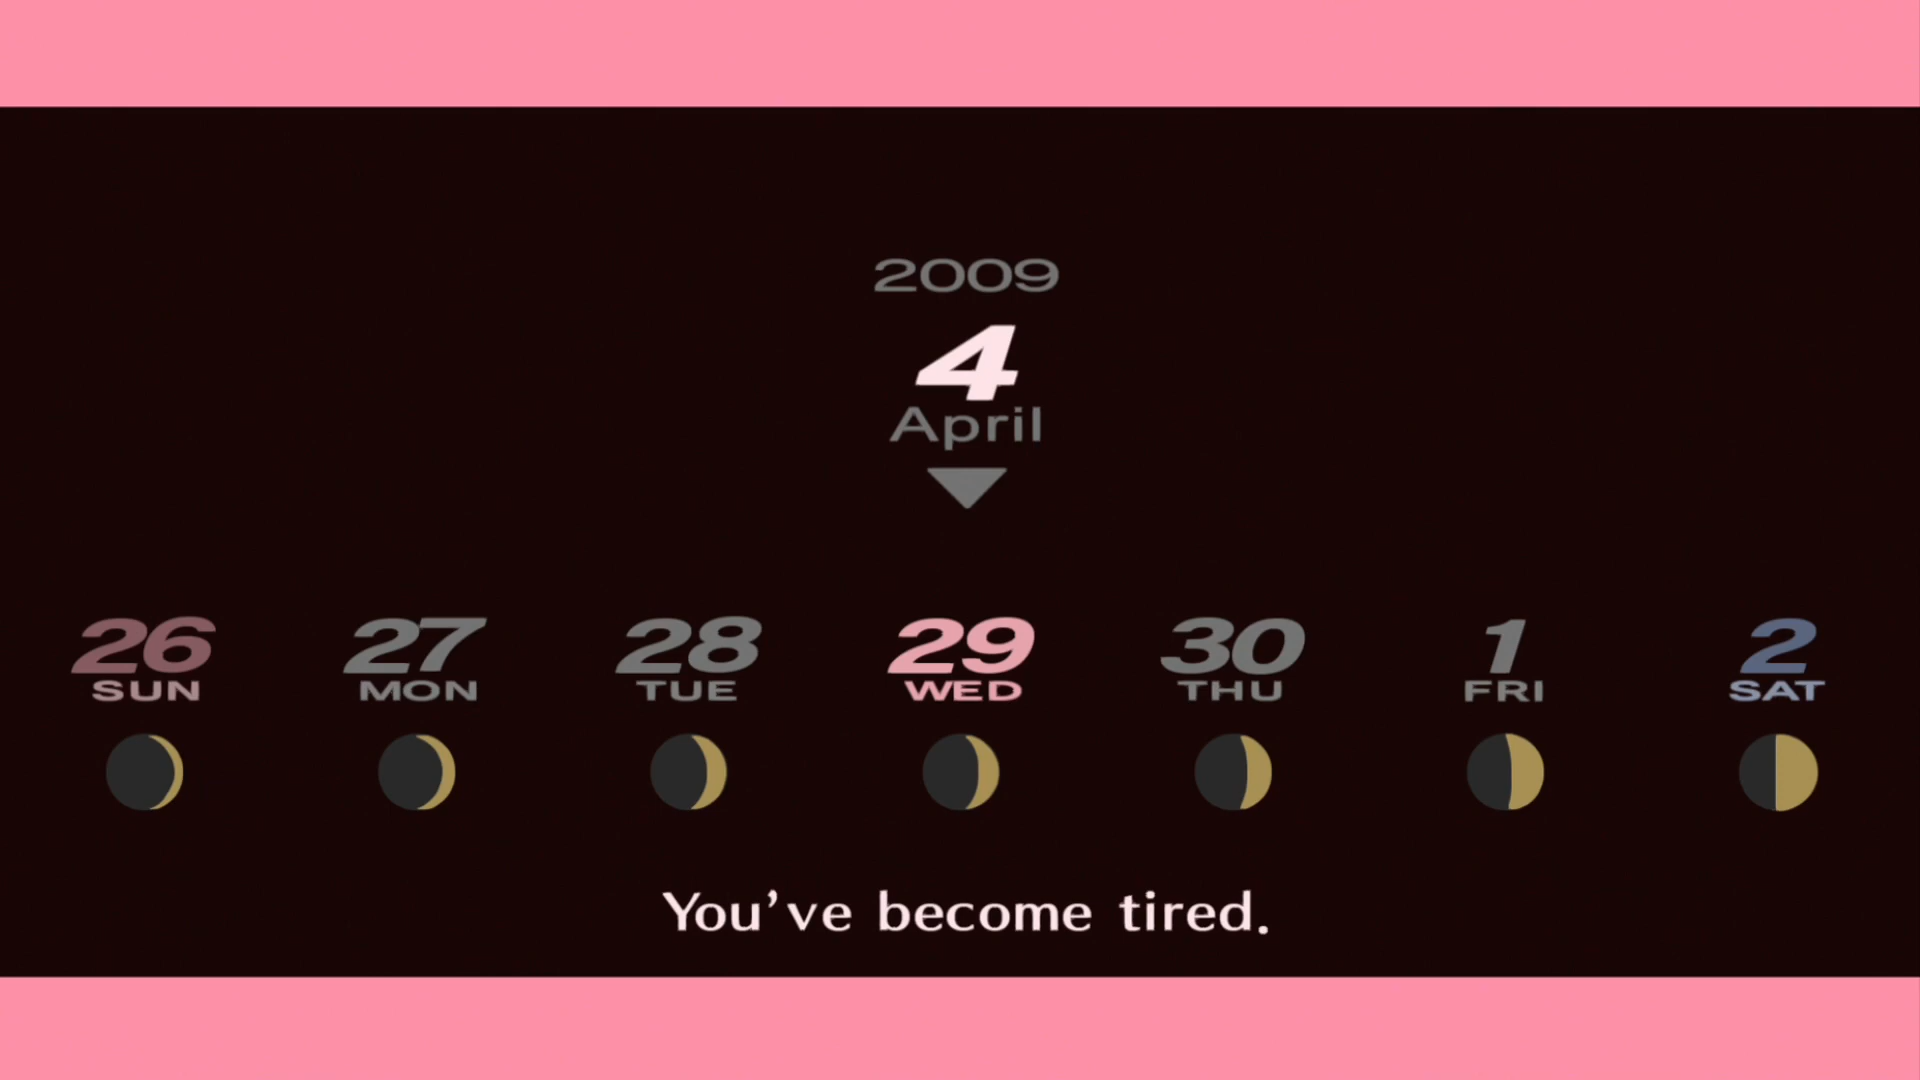 2009
4
April
26 27 28 29 30 1 2
SUN MON TUE WED THU FRI SAT
You've become tired.